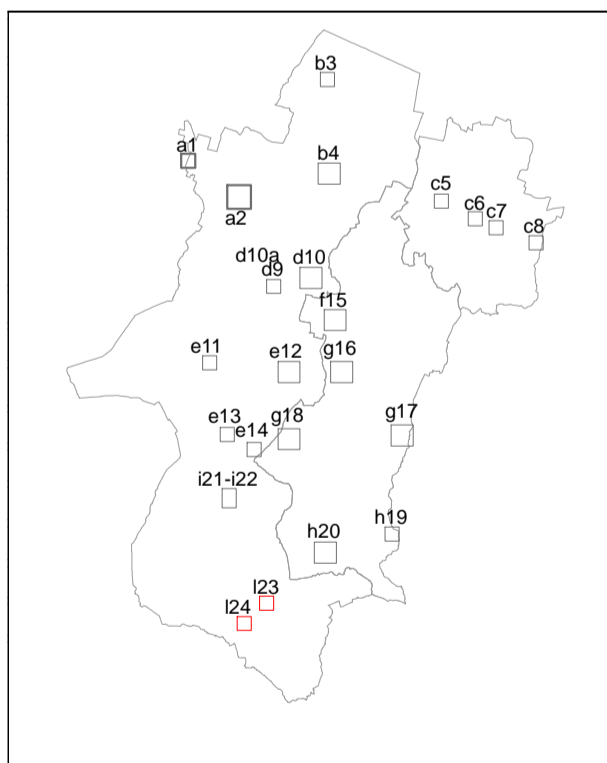 b3
a1
b4
a2
c5
c6
c7
c8
d10a
d9
d10
f15
e11
e12
g16
e13
e14
g18
g17
i21-i22
h19
h20
l23
l24